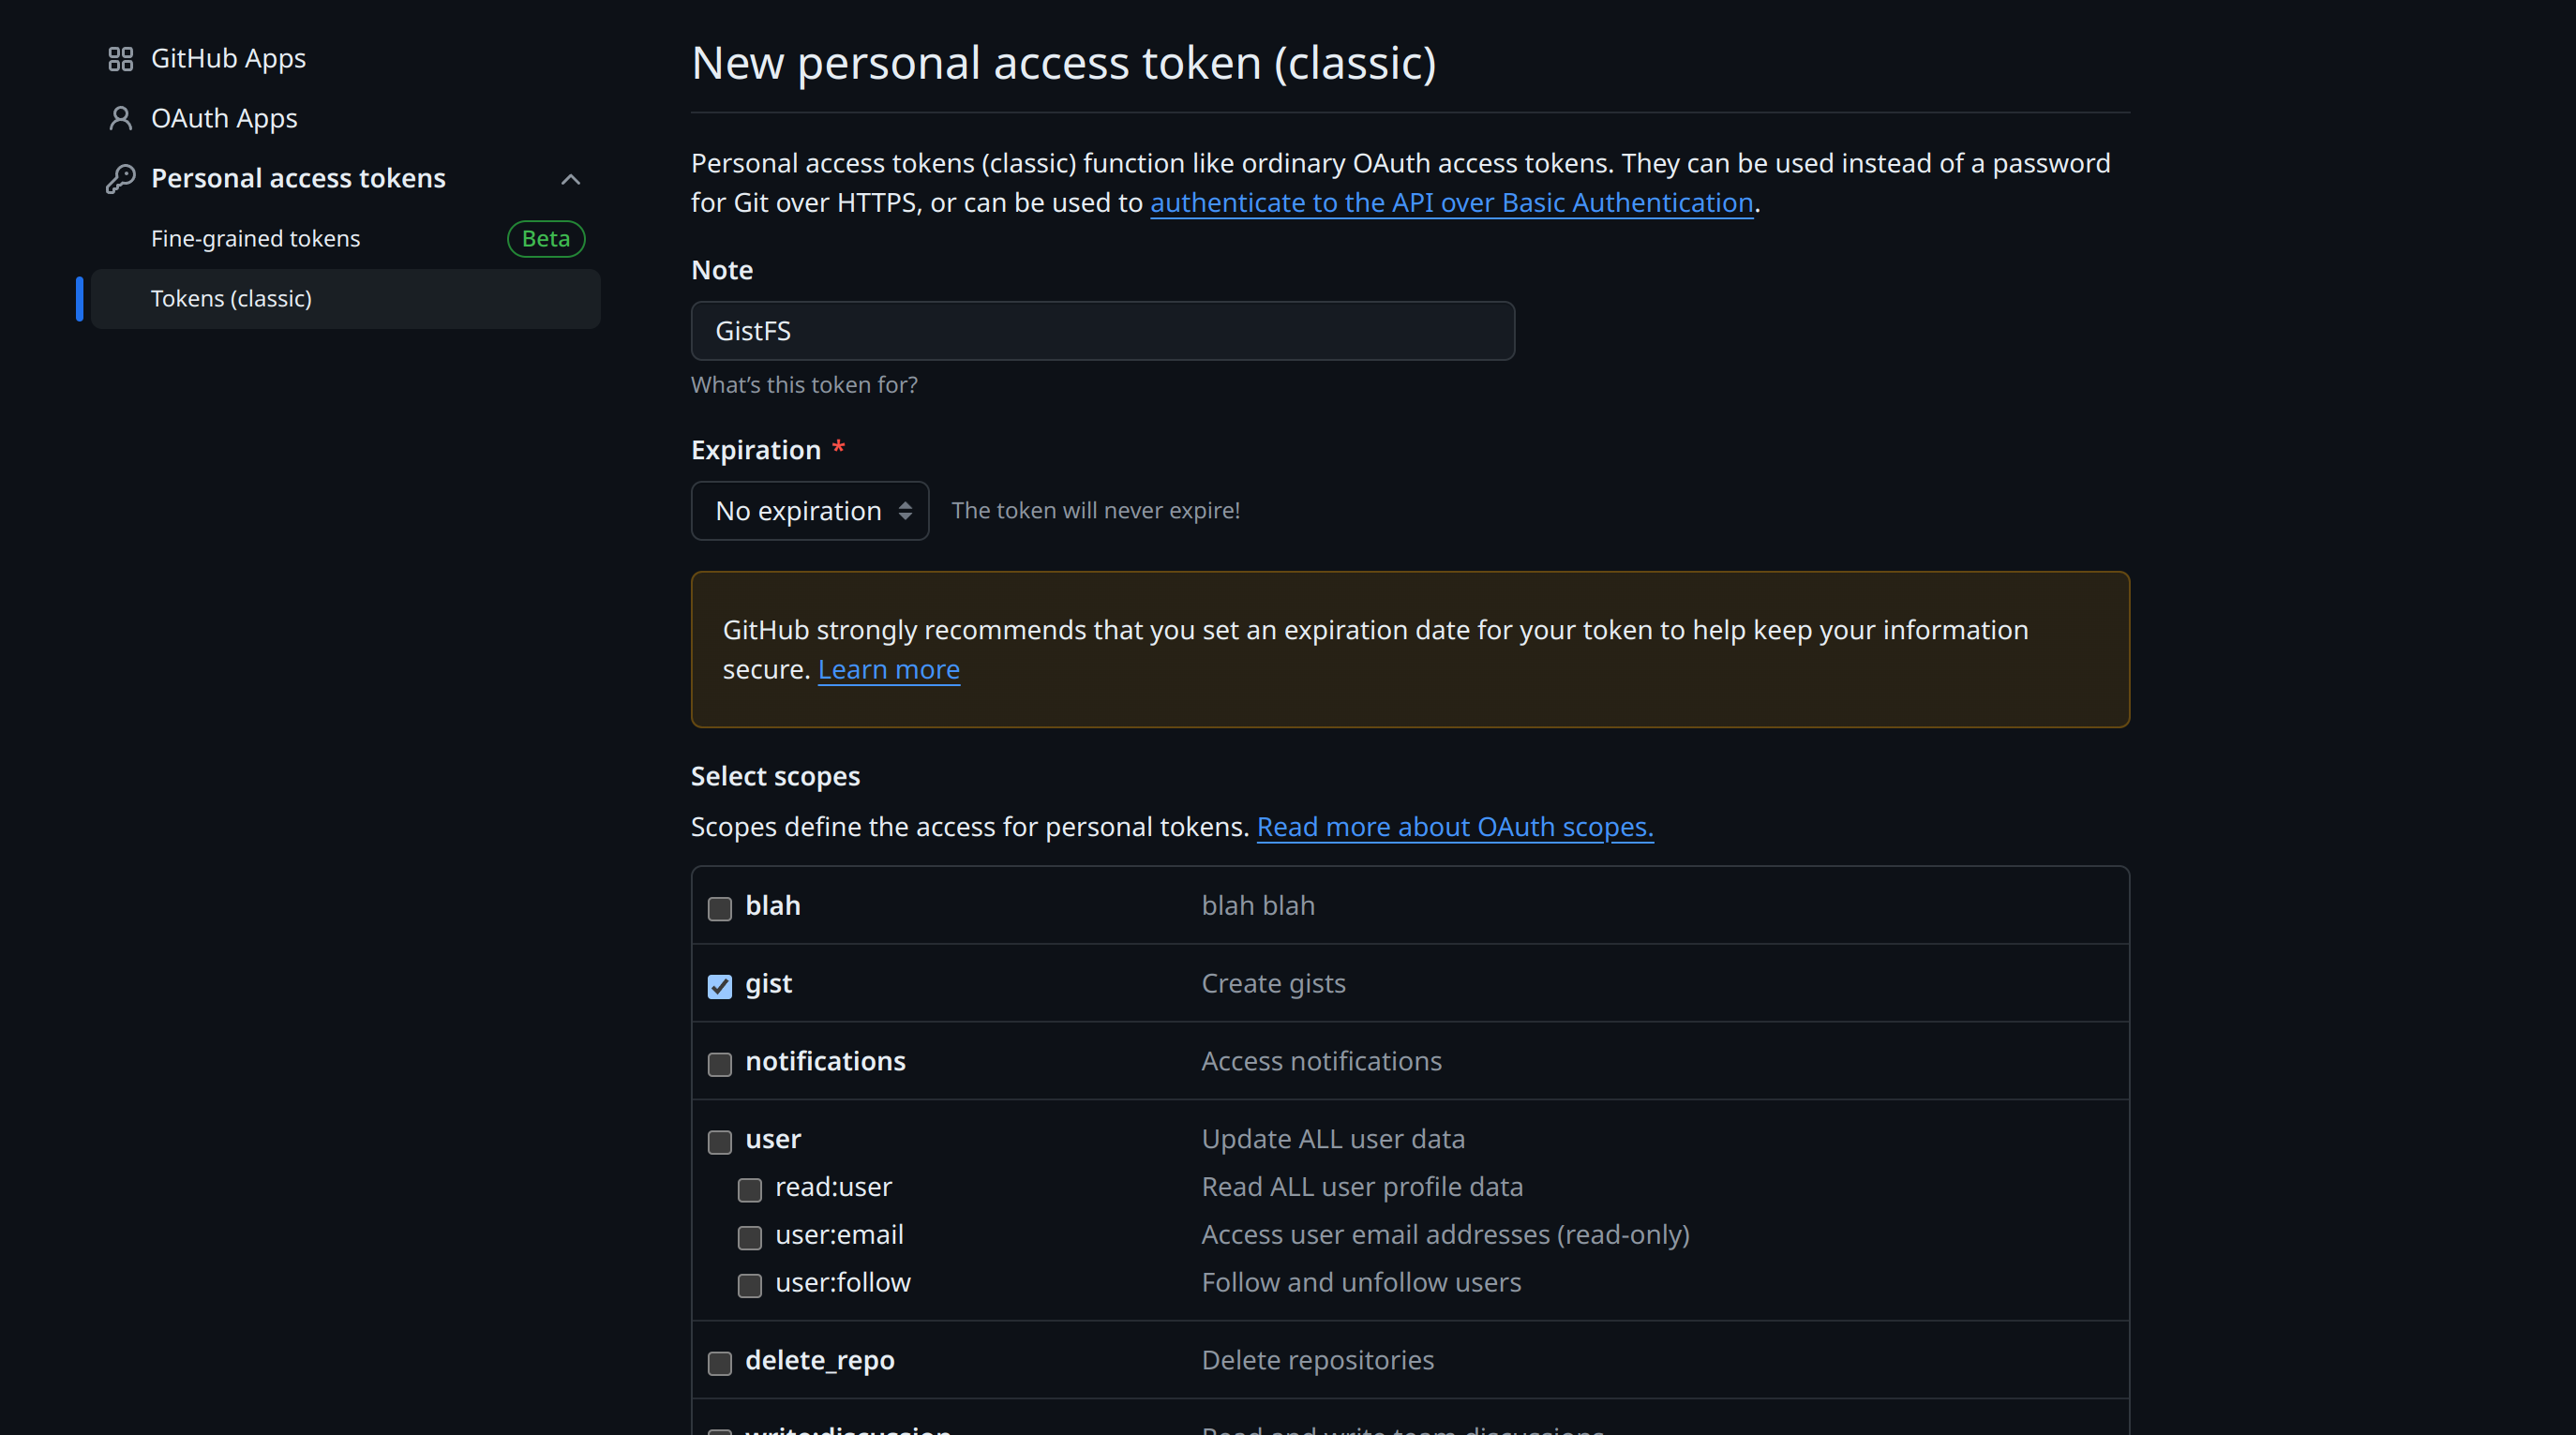 GitHub Apps
OAuth Apps
Personal access tokens
Fine-grained tokens Beta
Tokens (classic)
New personal access token (classic)
Personal access tokens (classic) function like ordinary OAuth access tokens. They can be used instead of a password
for Git over HTTPS, or can be used to authenticate to the API over Basic Authentication.
Note
GistFS
What’s this token for?
Expiration *
No expiration The token will never expire!
GitHub strongly recommends that you set an expiration date for your token to help keep your information
secure. Learn more
Select scopes
Scopes define the access for personal tokens. Read more about OAuth scopes.
blah blah blah
gist Create gists
notifications Access notifications
user Update ALL user data
read:user Read ALL user profile data
user:email Access user email addresses (read-only)
user:follow Follow and unfollow users
delete_repo Delete repositories
write:discussion Read and write team discussions